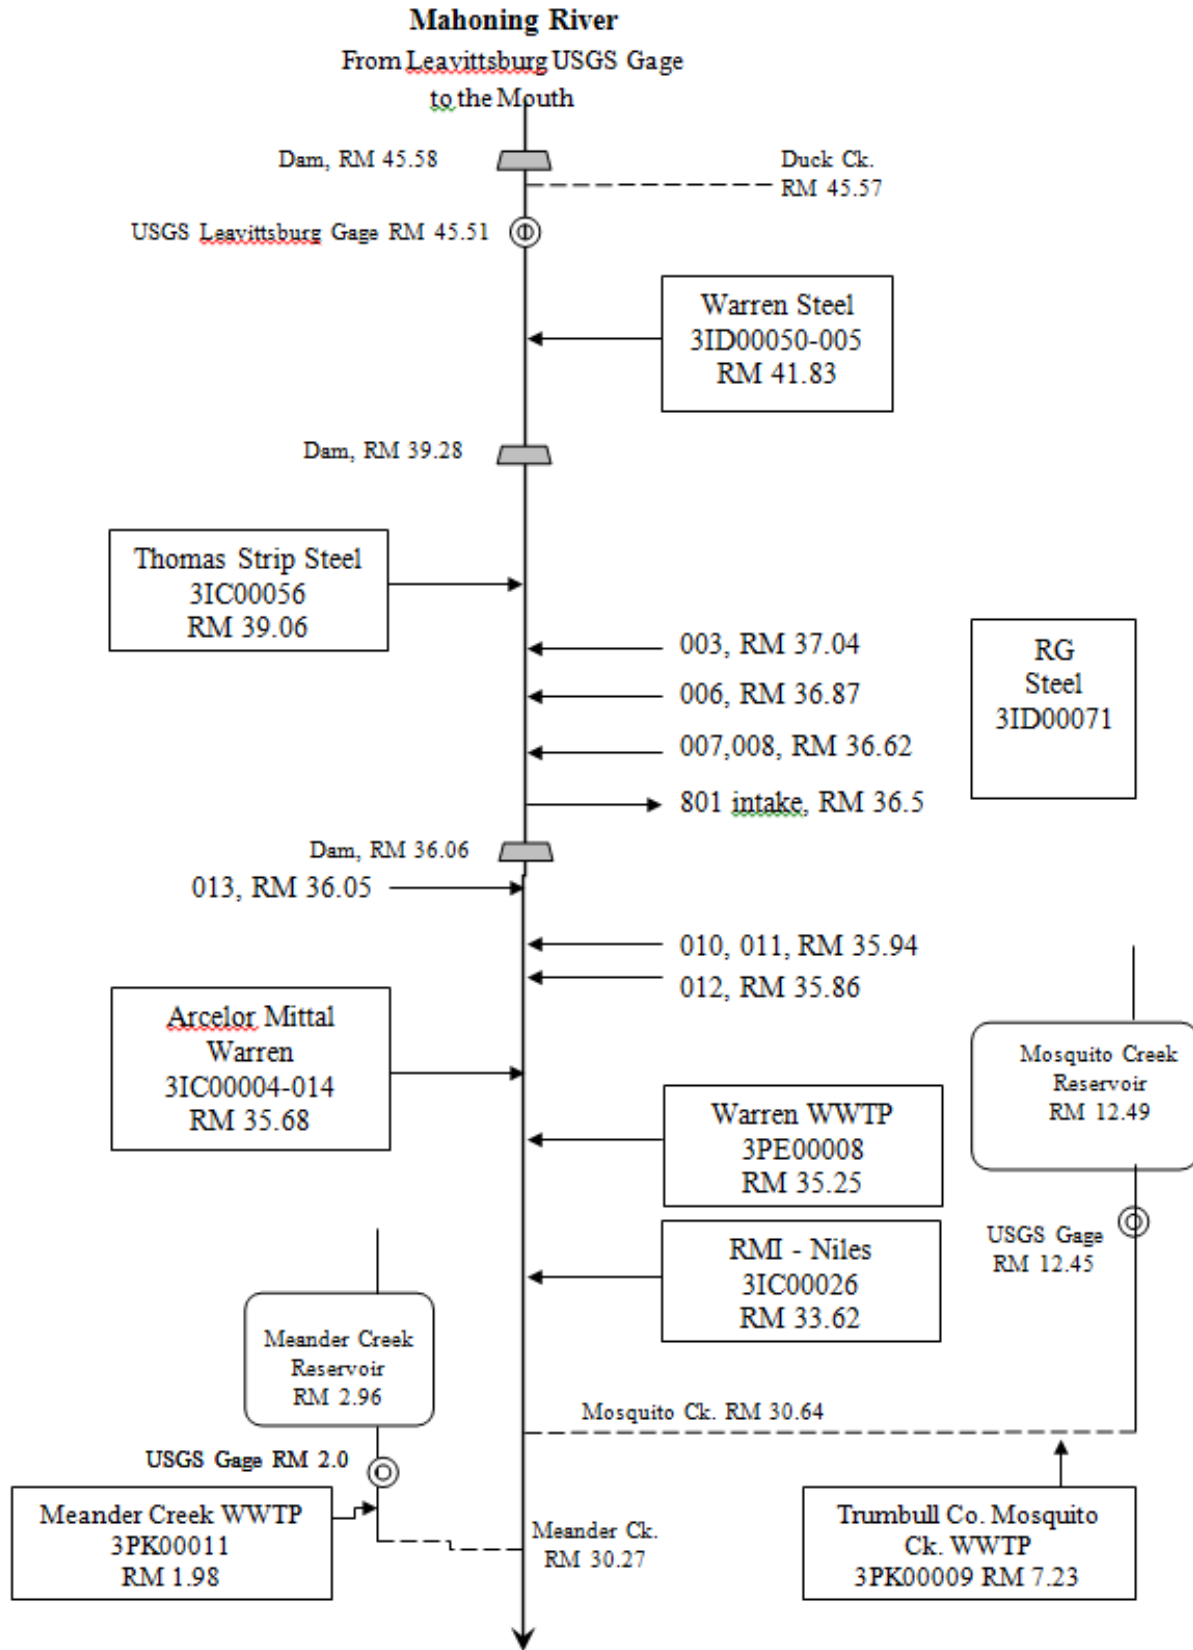 Mahoning River
From Leavittsburg USGS Gage
to the Mouth
Dam, RM 45.58
Duck Ck.
RM 45.57
USGS Leavittsburg Gage RM 45.51
Warren Steel
3ID00050-005
RM 41.83
Dam, RM 39.28
Thomas Strip Steel
3IC00056
RM 39.06
003, RM 37.04
006, RM 36.87
007,008, RM 36.62
801 intake, RM 36.5
RG
Steel
3ID00071
Dam, RM 36.06
013, RM 36.05
010, 011, RM 35.94
012, RM 35.86
Arcelor Mittal
Warren
3IC00004-014
RM 35.68
Mosquito Creek
Reservoir
RM 12.49
Warren WWTP
3PE00008
RM 35.25
USGS Gage
RM 12.45
RMI - Niles
3IC00026
RM 33.62
Meander Creek
Reservoir
RM 2.96
Mosquito Ck. RM 30.64
USGS Gage RM 2.0
Meander Creek WWTP
3PK00011
RM 1.98
Meander Ck.
RM 30.27
Trumbull Co. Mosquito
Ck. WWTP
3PK00009 RM 7.23